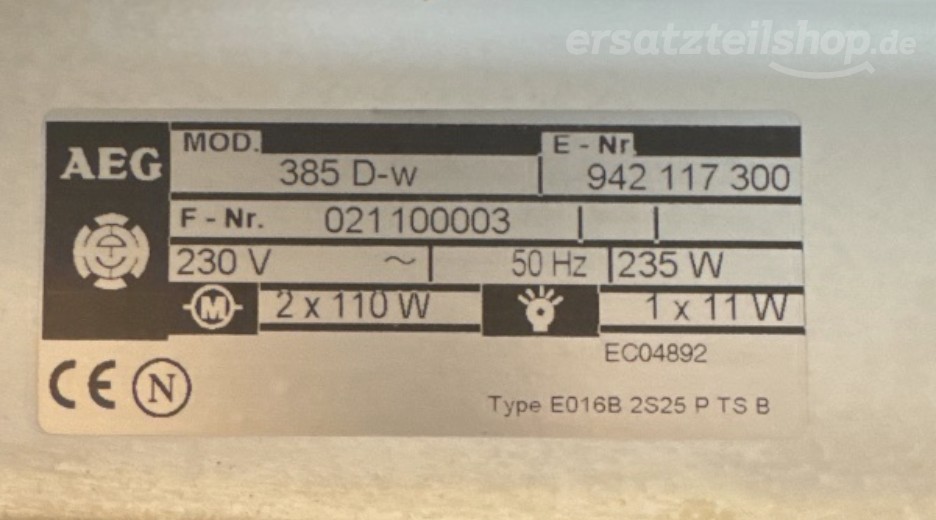 ersatzteilshop.de
AEG
MOD. E - Nr.
385 D-w 942 117 300
F - Nr. 021100003
230 V ~ 50 Hz 235 W
M 2 x 110 W 1 x 11 W
EC04892
CE N
Type E016B 2S25 P TS B